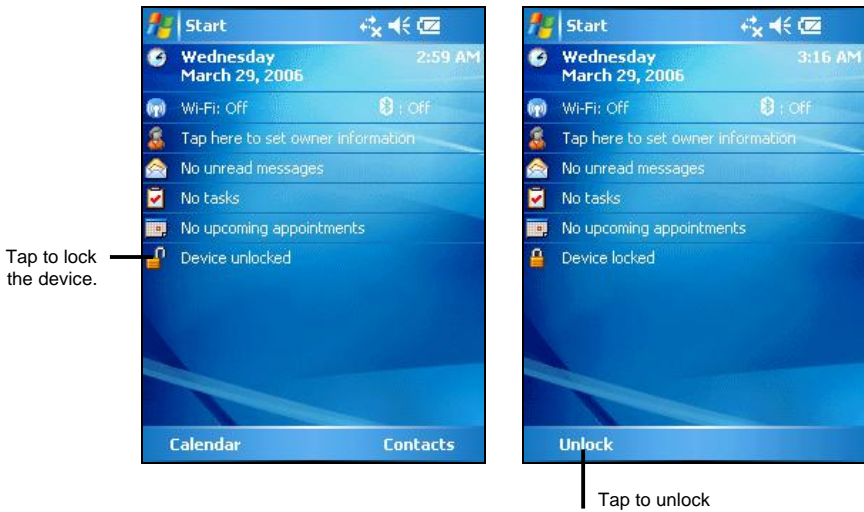 Start
Wednesday
March 29, 2006
2:59 AM
Wi-Fi: Off
: Off
Tap here to set owner information
No unread messages
No tasks
No upcoming appointments
Device unlocked
Calendar
Contacts
Tap to lock
the device.
Start
Wednesday
March 29, 2006
3:16 AM
Wi-Fi: Off
: Off
Tap here to set owner information
No unread messages
No tasks
No upcoming appointments
Device locked
Unlock
Tap to unlock